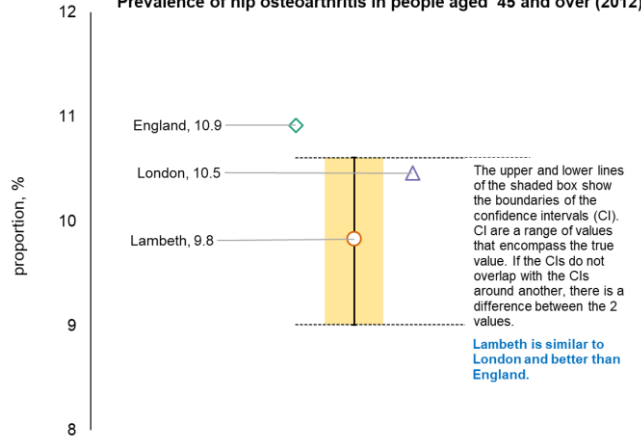 Prevalence of hip osteoarthritis in people aged 45 and over (2012)
12
11
10
9
8
proportion, %
England, 10.9
London, 10.5
Lambeth, 9.8
The upper and lower lines
of the shaded box show
the boundaries of the
confidence intervals (CI).
CI are a range of values
that encompass the true
value. If the CIs do not
overlap with the CIs
around another, there is a
difference between the 2
values.
Lambeth is similar to
London and better than
England.